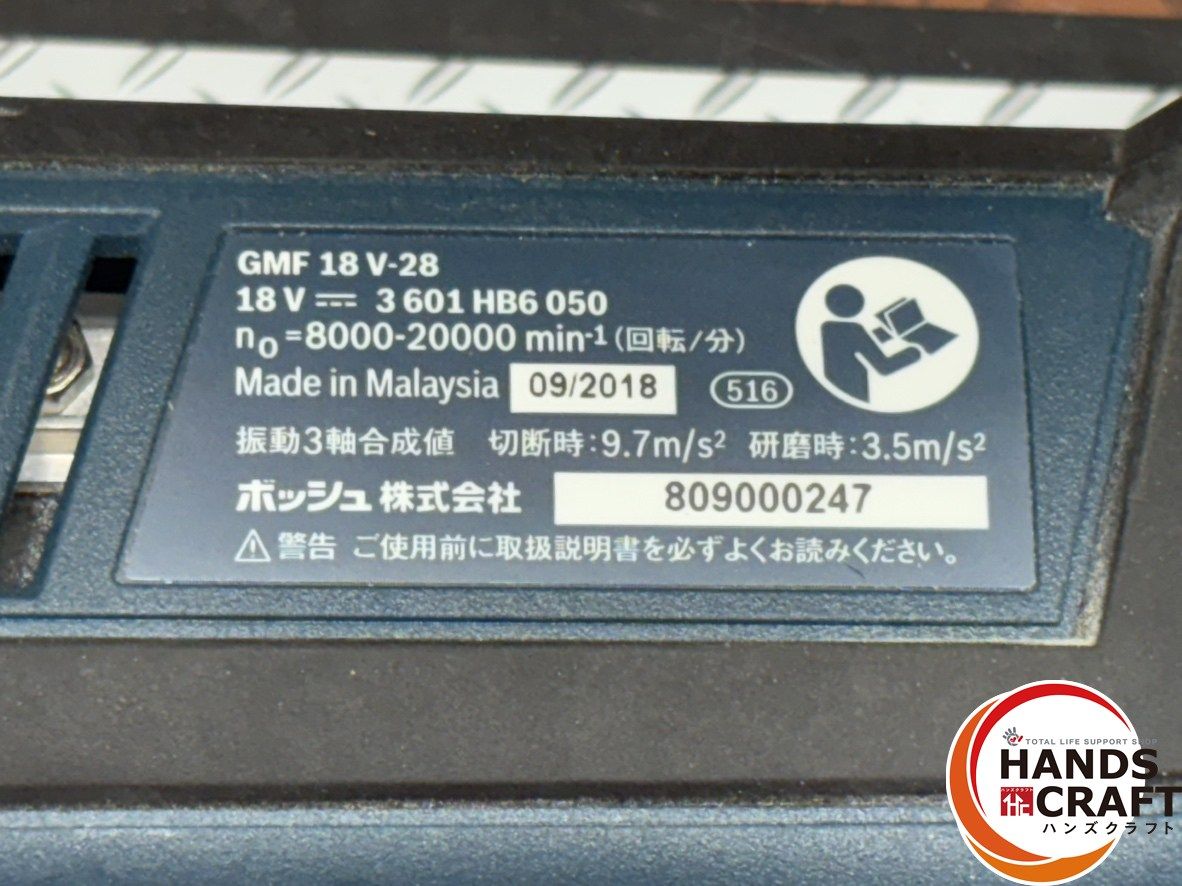 GMF 18 V-28
18 V ⎓ 3 601 HB6 050
n₀ =8000-20000 min⁻¹ (回転/分)
Made in Malaysia 09/2018 516
振動3軸合成値 切断時:9.7m/s² 研磨時:3.5m/s²
ボッシュ株式会社 809000247
⚠ 警告 ご使用前に取扱説明書を必ずよくお読みください。
TOTAL LIFE SUPPORT SHOP
HANDS
ハンズクラフト
CRAFT
ハンズクラフト